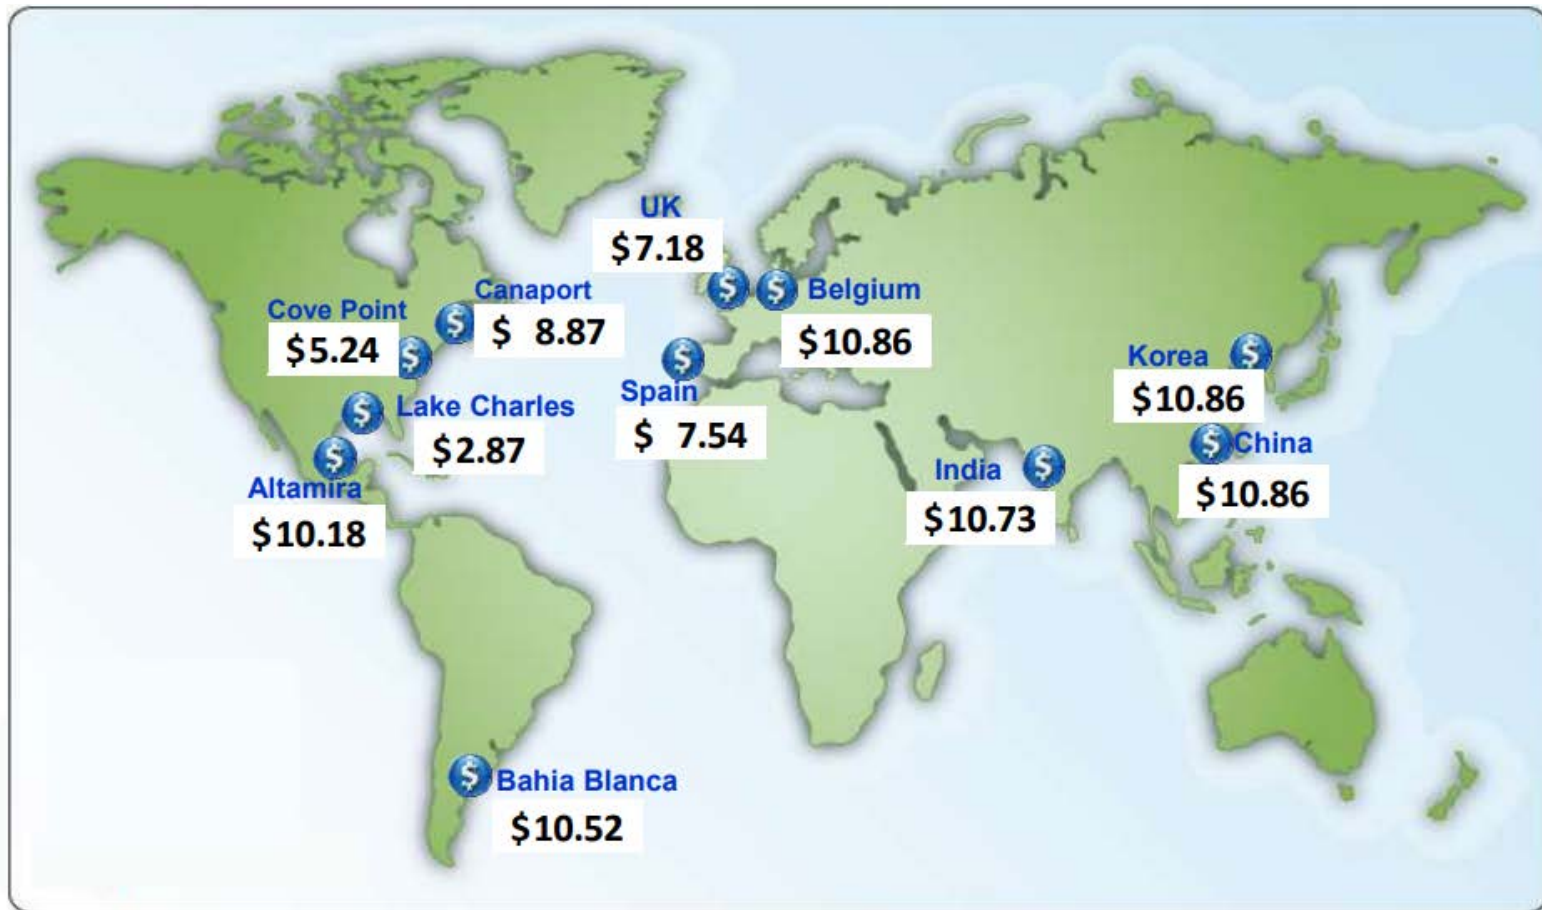 UK
$7.18
Canaport
$ 8.87
Cove Point
$5.24
Belgium
$10.86
Korea
$10.86
Spain
$ 7.54
Lake Charles
$2.87
China
$10.86
India
$10.73
Altamira
$10.18
Bahia Blanca
$10.52